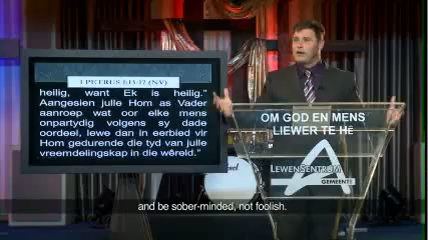 1 PETRES 1:13-17 (NV)
heilig, want Ek is heilig."
Aangesien julle Hom as Vader
aanroep wat oor elke mens
onpartydig volgens sy dade
oordeel, lewe dan in eerbied vir
Hom gedurende die tyd van julle
vreemdelingskap in die wêreld."
OM GOD EN MENS
LIEWER TE HÊ
LEWENSENTRUM
GEMEENTE
and be sober-minded, not foolish.